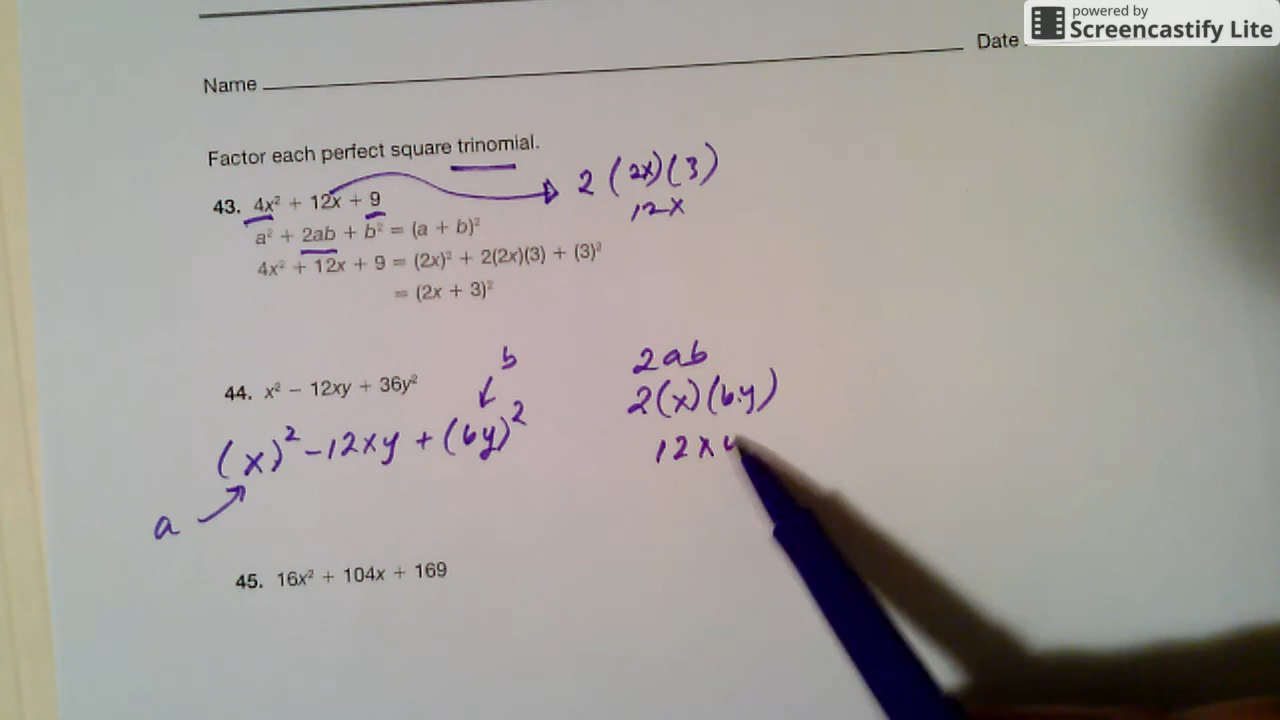 powered by
Screencastify Lite
Name
Date
Factor each perfect square trinomial.
43. 4x² + 12x + 9
2 (2x)(3)
12x
a² + 2ab + b² = (a + b)²
4x² + 12x + 9 = (2x)² + 2(2x)(3) + (3)²
= (2x + 3)²
44. x² − 12xy + 36y²
b
2ab
2(x)(6y)
(x)² − 12xy + (6y)²
12x
a
45. 16x² + 104x + 169